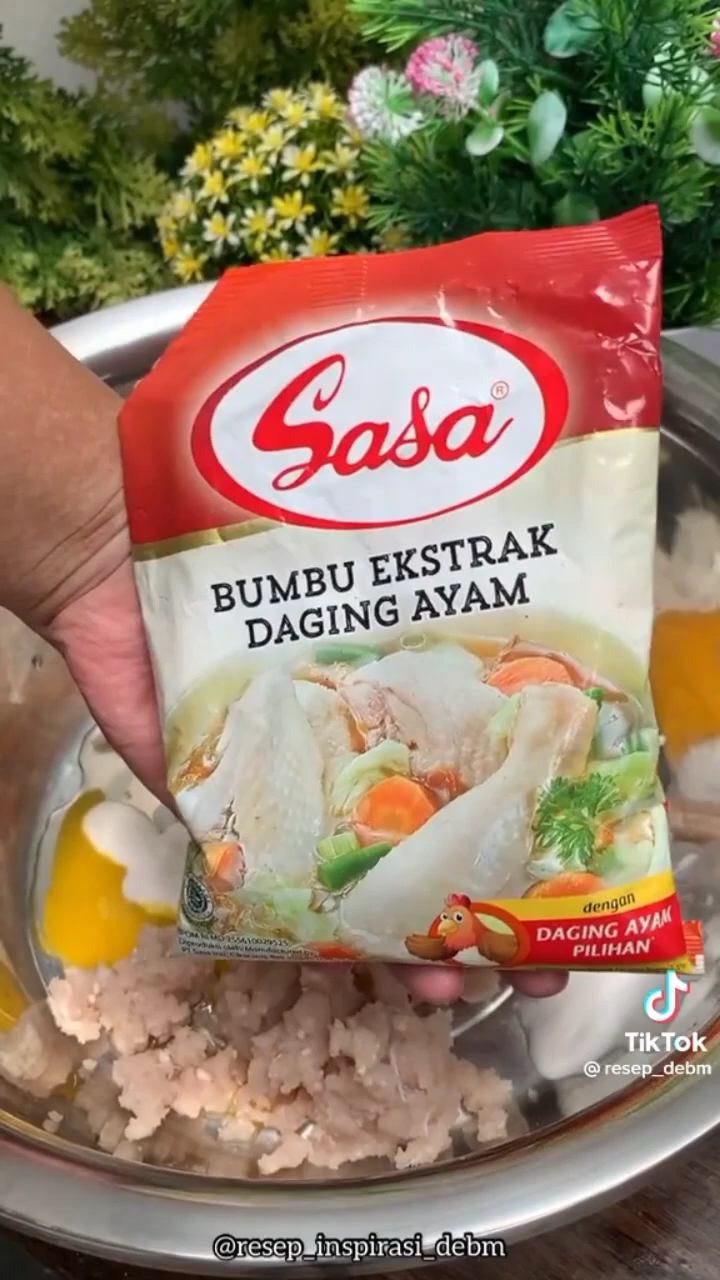 Sasa®
BUMBU EKSTRAK
DAGING AYAM
dengan
DAGING AYAM
PILIHAN
TikTok
@resep_debm
@resep_inspirasi_debm